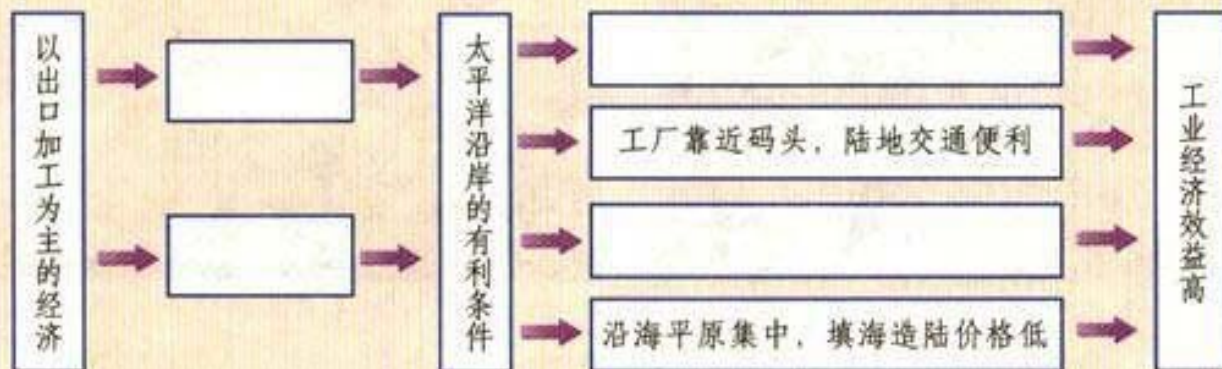 以出口加工为主的经济
太平洋沿岸的有利条件
工厂靠近码头，陆地交通便利
沿海平原集中，填海造陆价格低
工业经济效益高